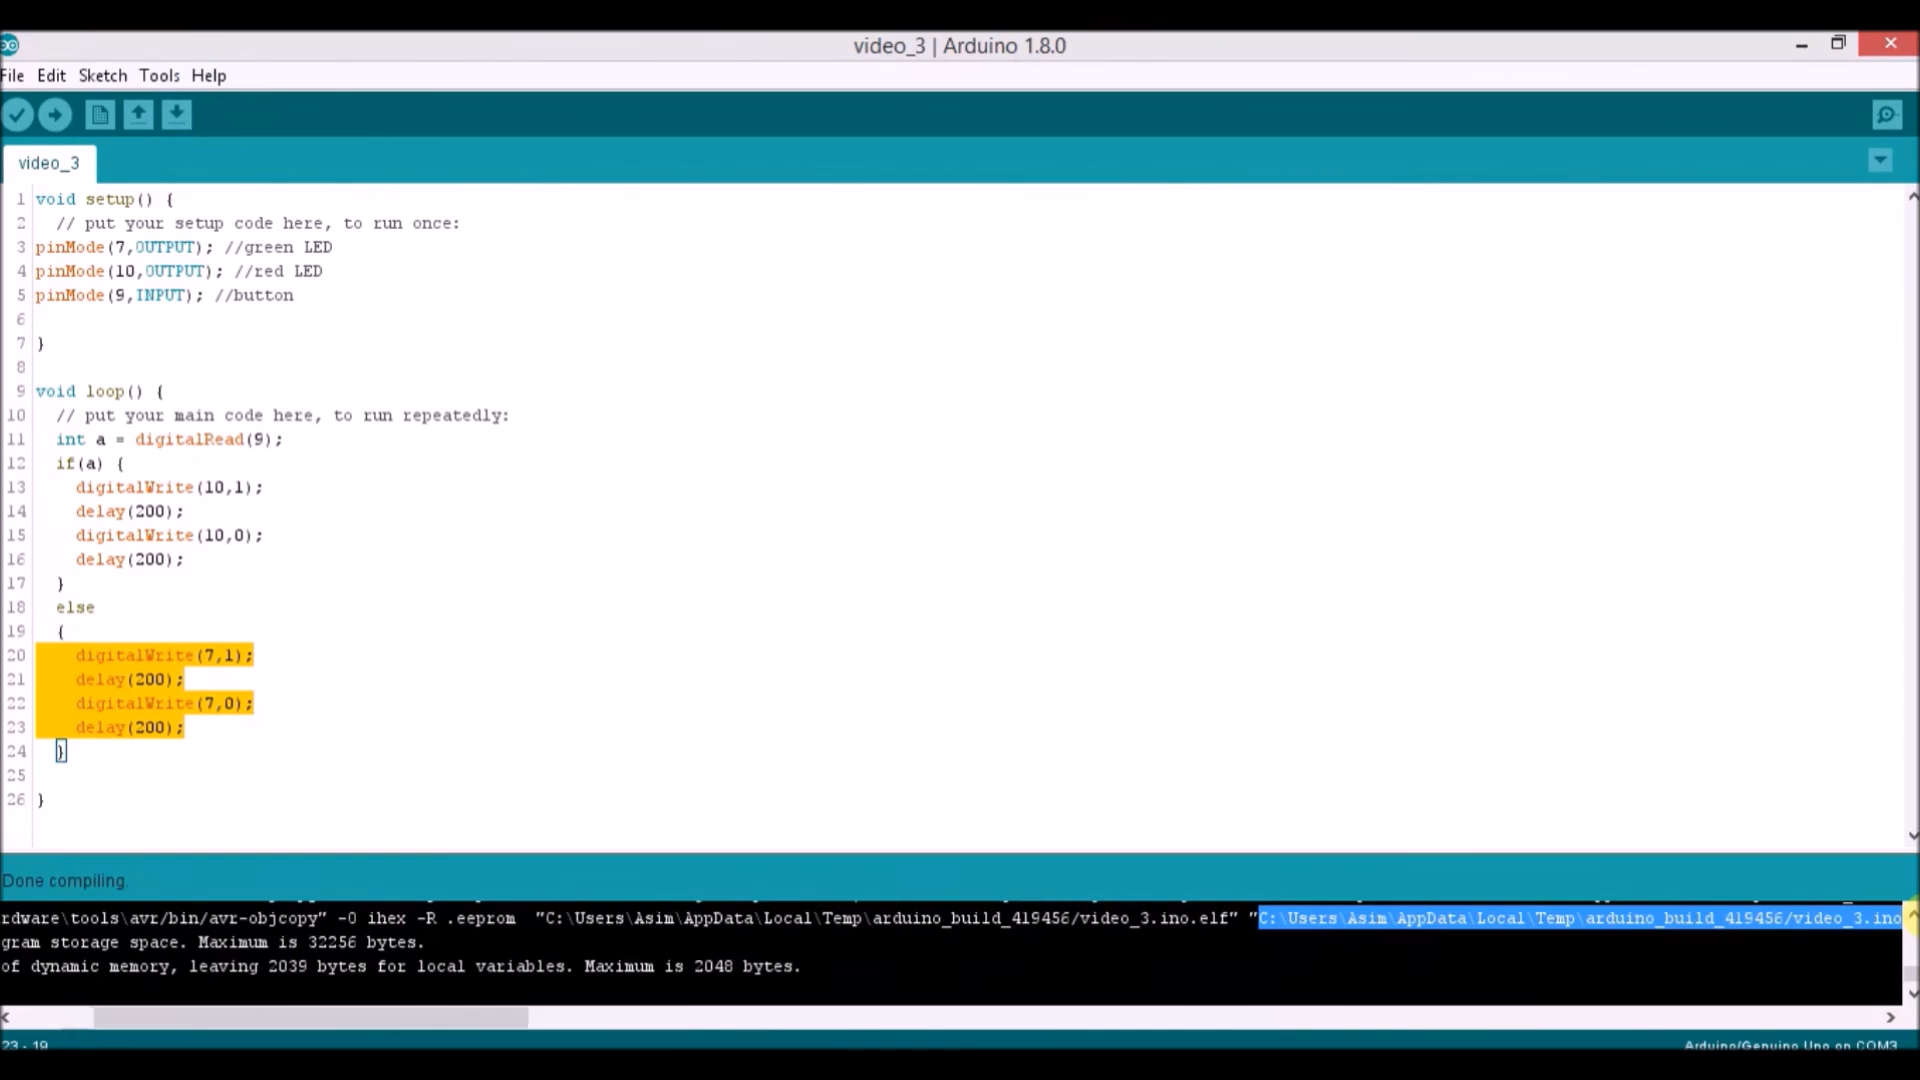 video_3 | Arduino 1.8.0
File Edit Sketch Tools Help
video_3
1 void setup() {
2 // put your setup code here, to run once:
3 pinMode(7,OUTPUT); //green LED
4 pinMode(10,OUTPUT); //red LED
5 pinMode(9,INPUT); //button
6
7 }
8
9 void loop() {
10 // put your main code here, to run repeatedly:
11 int a = digitalRead(9);
12 if(a) {
13 digitalWrite(10,1);
14 delay(200);
15 digitalWrite(10,0);
16 delay(200);
17 }
18 else
19 {
20 digitalWrite(7,1);
21 delay(200);
22 digitalWrite(7,0);
23 delay(200);
24 }
25
26 }
Done compiling.
rdware\tools\avr/bin/avr-objcopy" -O ihex -R .eeprom "C:\Users\Asim\AppData\Local\Temp\arduino_build_419456/video_3.ino.elf" "C:\Users\Asim\AppData\Local\Temp\arduino_build_419456/video_3.ino
gram storage space. Maximum is 32256 bytes.
of dynamic memory, leaving 2039 bytes for local variables. Maximum is 2048 bytes.
23 - 19 Arduino/Genuino Uno on COM3